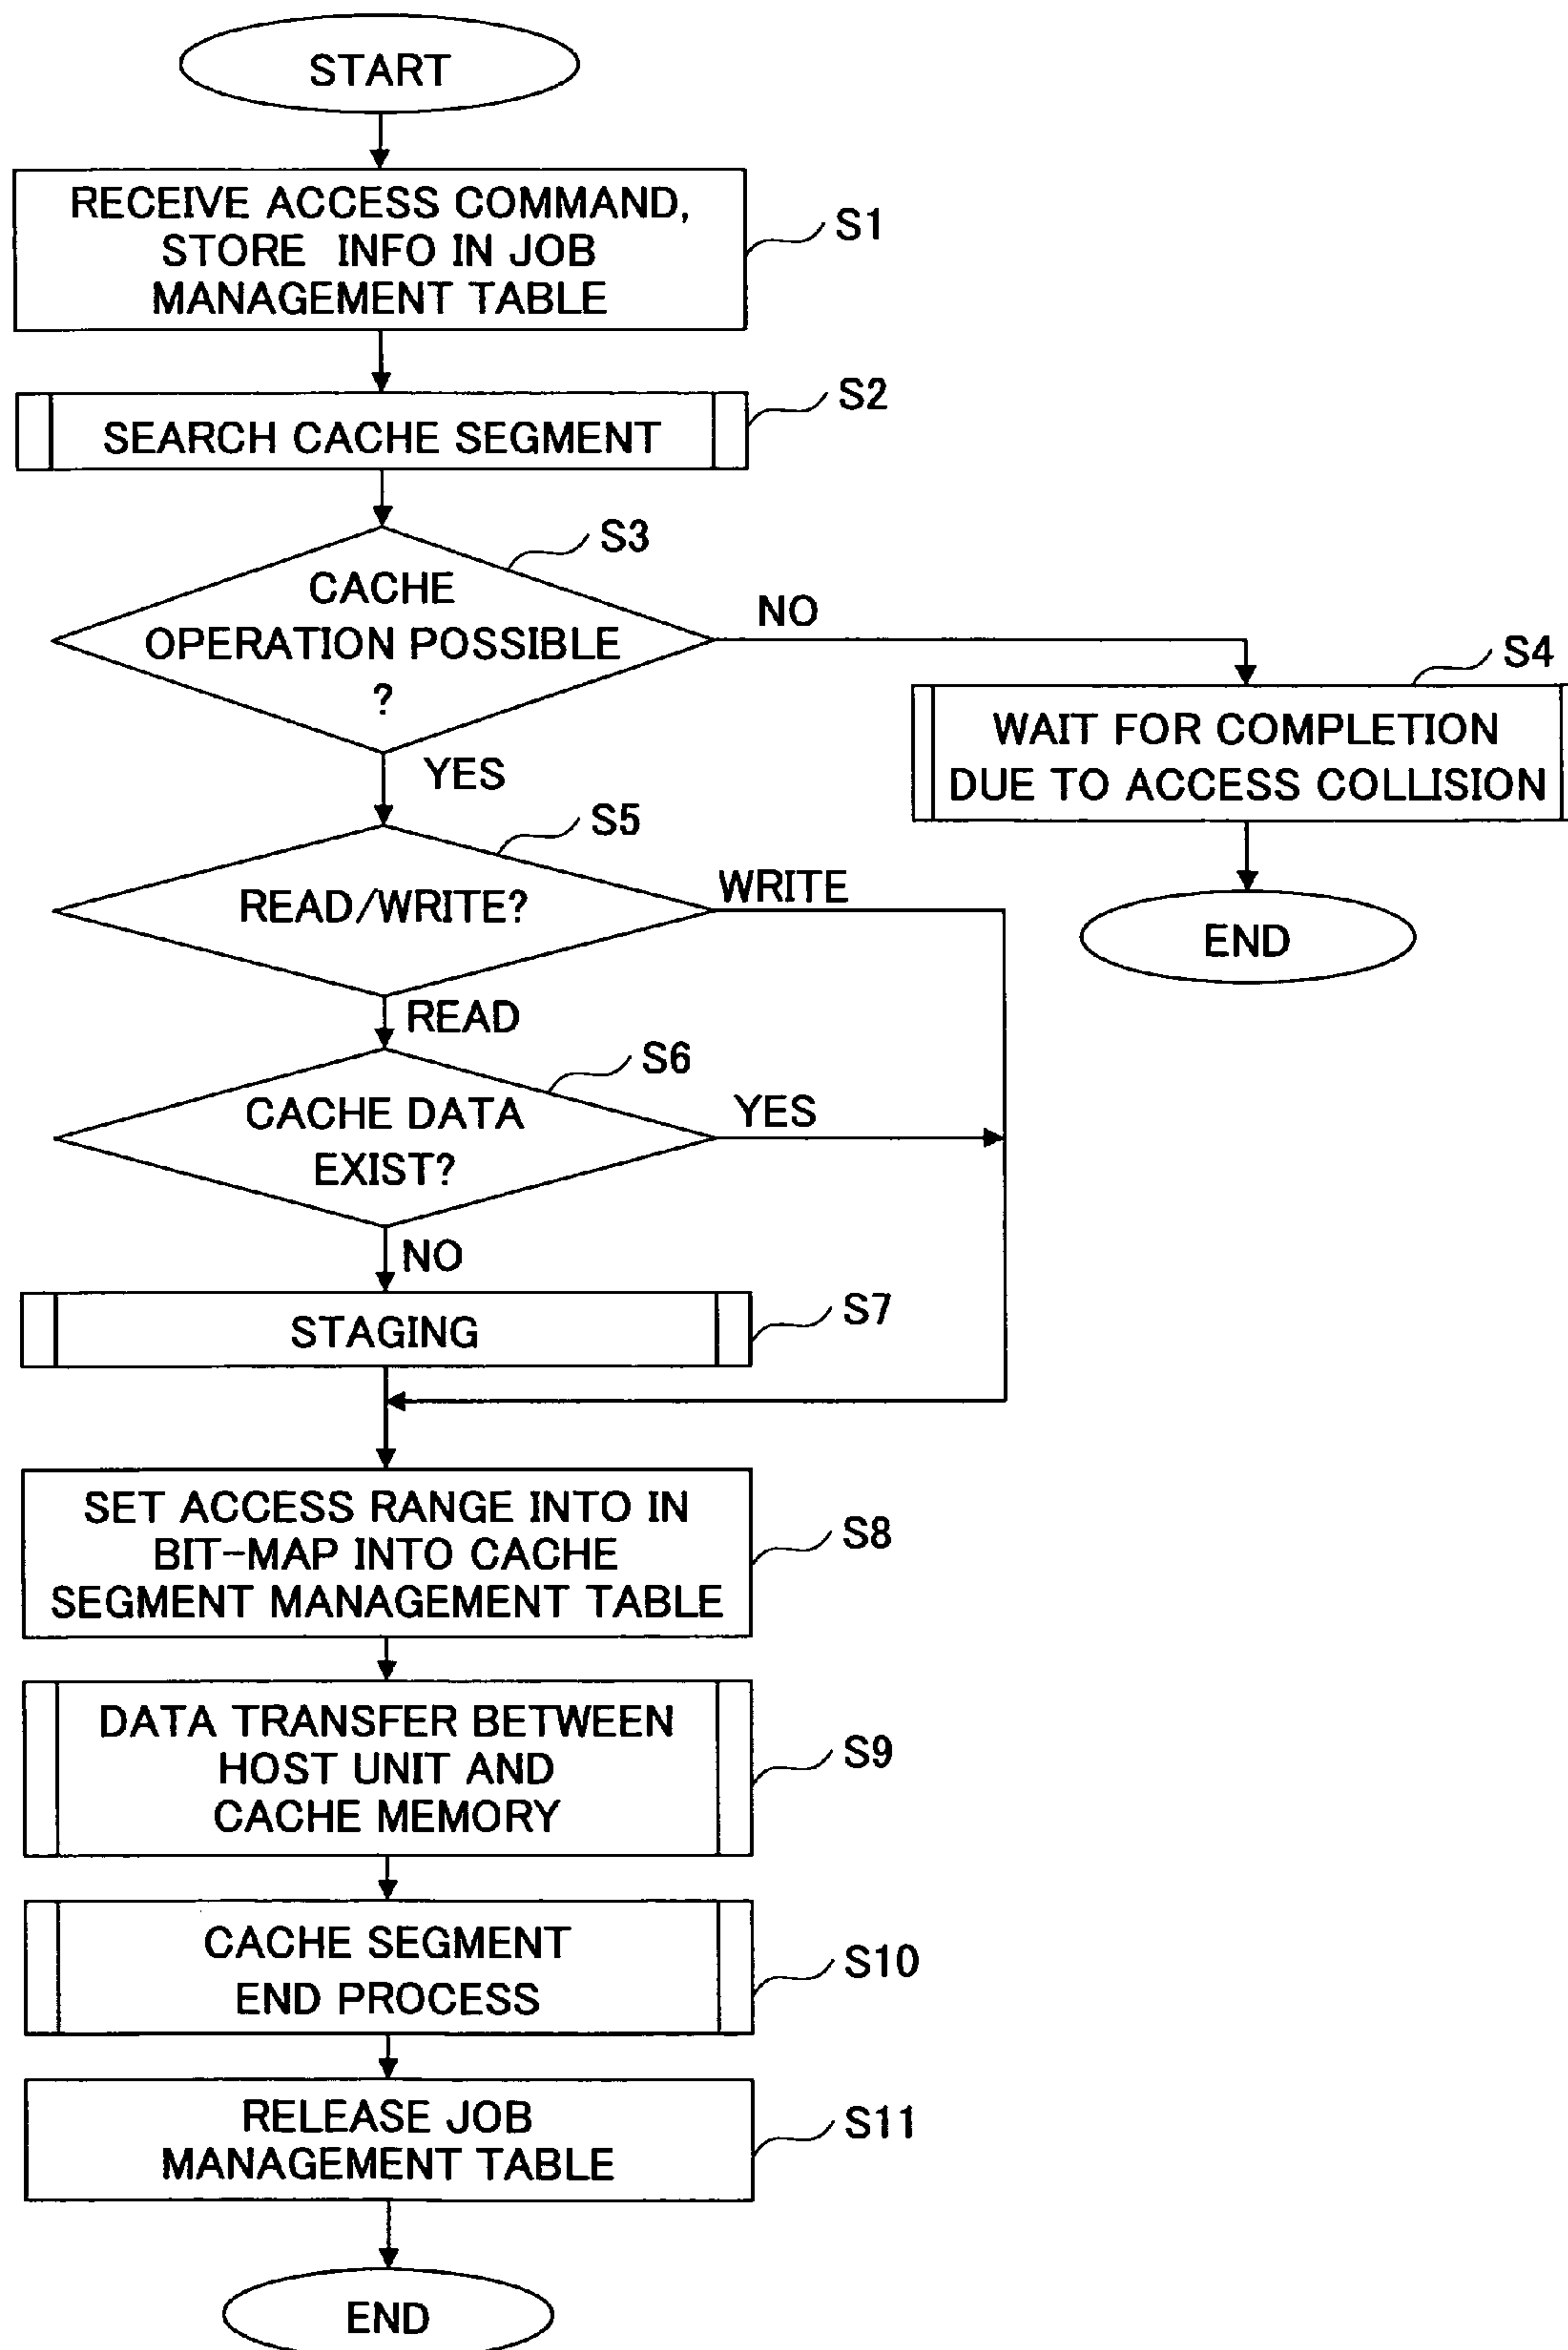 START
RECEIVE ACCESS COMMAND,
STORE INFO IN JOB
MANAGEMENT TABLE
S1
SEARCH CACHE SEGMENT
S2
S3
CACHE
OPERATION POSSIBLE
?
NO
YES
S4
WAIT FOR COMPLETION
DUE TO ACCESS COLLISION
END
S5
READ/WRITE?
WRITE
READ
S6
CACHE DATA
EXIST?
YES
NO
STAGING
S7
SET ACCESS RANGE INTO IN
BIT-MAP INTO CACHE
SEGMENT MANAGEMENT TABLE
S8
DATA TRANSFER BETWEEN
HOST UNIT AND
CACHE MEMORY
S9
CACHE SEGMENT
END PROCESS
S10
RELEASE JOB
MANAGEMENT TABLE
S11
END